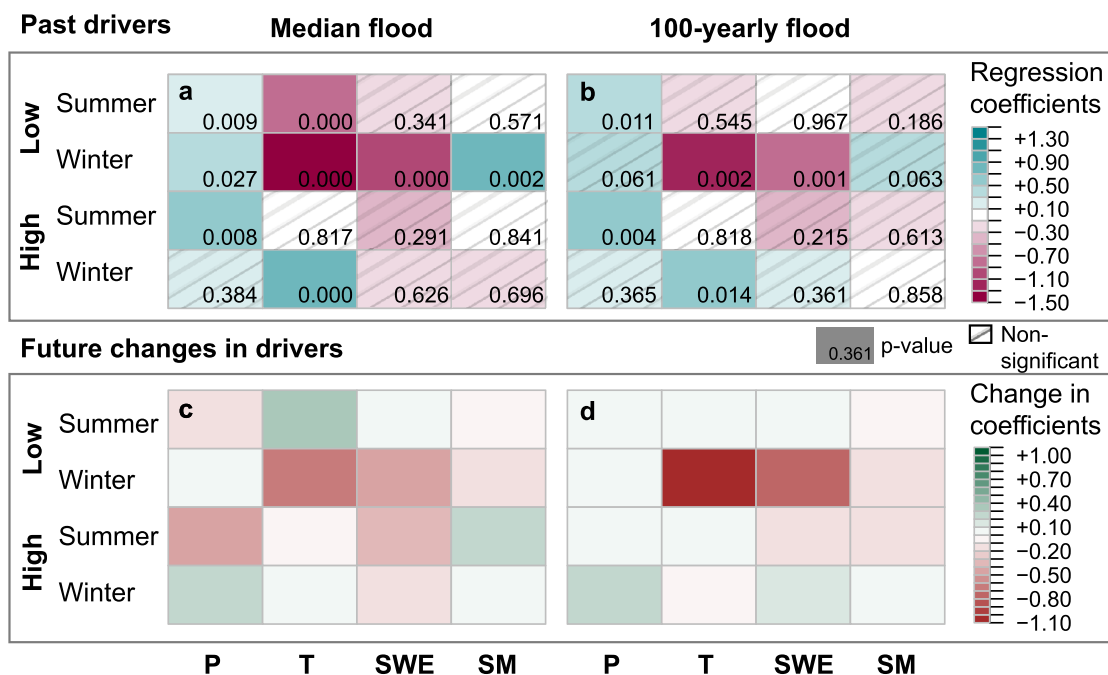 Past drivers
Median flood
100-yearly flood
Low
High
Summer
Winter
Summer
Winter
a
0.009 0.000 0.341 0.571
0.027 0.000 0.000 0.002
0.008 0.817 0.291 0.841
0.384 0.000 0.626 0.696
b
0.011 0.545 0.967 0.186
0.061 0.002 0.001 0.063
0.004 0.818 0.215 0.613
0.365 0.014 0.361 0.858
Regression
coefficients
+1.30
+0.90
+0.50
+0.10
−0.30
−0.70
−1.10
−1.50
Future changes in drivers
0.361 p-value
Non-
significant
Low
High
Summer
Winter
Summer
Winter
c
d
Change in
coefficients
+1.00
+0.70
+0.40
+0.10
−0.20
−0.50
−0.80
−1.10
P T SWE SM
P T SWE SM